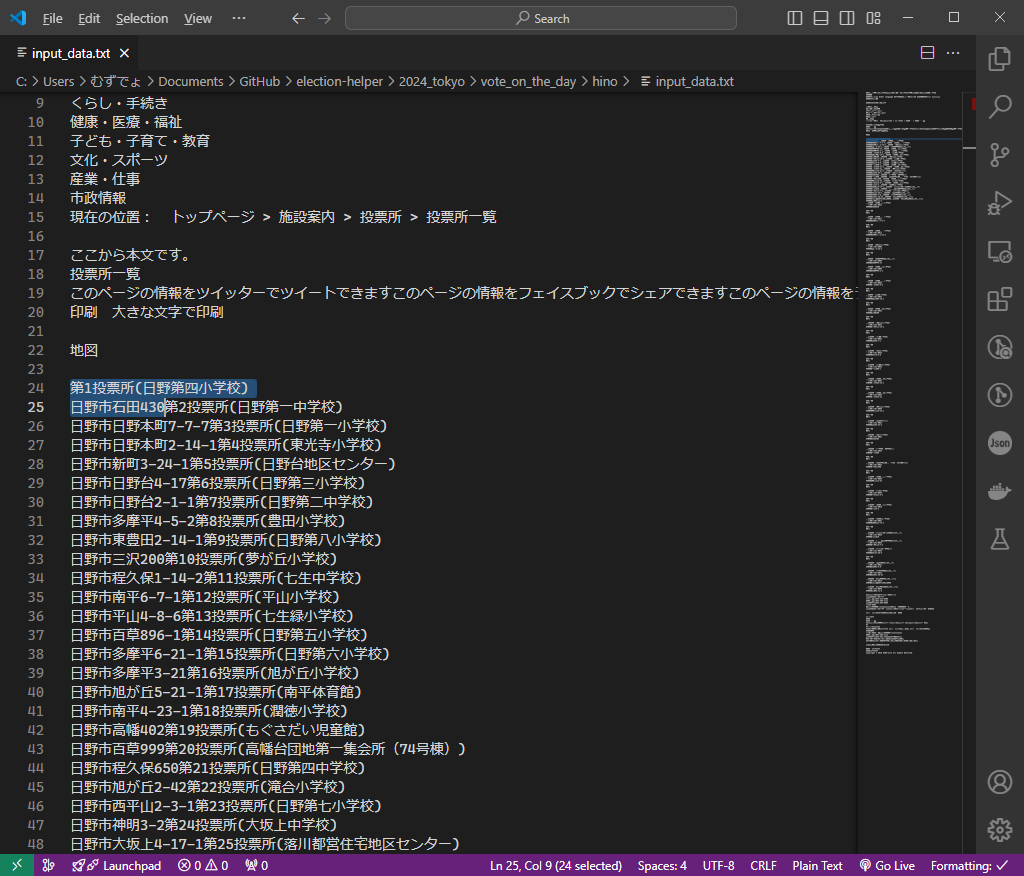 File Edit Selection View ··· Search
input_data.txt
C: > Users > むずでょ > Documents > GitHub > election-helper > 2024_tokyo > vote_on_the_day > hino > input_data.txt
9 くらし・手続き
10 健康・医療・福祉
11 子ども・子育て・教育
12 文化・スポーツ
13 産業・仕事
14 市政情報
15 現在の位置： トップページ > 施設案内 > 投票所 > 投票所一覧
16
17 ここから本文です。
18 投票所一覧
19 このページの情報をツイッターでツイートできますこのページの情報をフェイスブックでシェアできますこのページの情報を
20 印刷 大きな文字で印刷
21
22 地図
23
24 第1投票所(日野第四小学校)
25 日野市石田430第2投票所(日野第一中学校)
26 日野市日野本町7-7-7第3投票所(日野第一小学校)
27 日野市日野本町2-14-1第4投票所(東光寺小学校)
28 日野市新町3-24-1第5投票所(日野台地区センター)
29 日野市日野台4-17第6投票所(日野第三小学校)
30 日野市日野台2-1-1第7投票所(日野第二中学校)
31 日野市多摩平4-5-2第8投票所(豊田小学校)
32 日野市東豊田2-14-1第9投票所(日野第八小学校)
33 日野市三沢200第10投票所(夢が丘小学校)
34 日野市程久保1-14-2第11投票所(七生中学校)
35 日野市南平6-7-1第12投票所(平山小学校)
36 日野市平山4-8-6第13投票所(七生緑小学校)
37 日野市百草896-1第14投票所(日野第五小学校)
38 日野市多摩平6-21-1第15投票所(日野第六小学校)
39 日野市多摩平3-21第16投票所(旭が丘小学校)
40 日野市旭が丘5-21-1第17投票所(南平体育館)
41 日野市南平4-23-1第18投票所(潤徳小学校)
42 日野市高幡402第19投票所(もぐさだい児童館)
43 日野市百草999第20投票所(高幡台団地第一集会所（74号棟）)
44 日野市程久保650第21投票所(日野第四中学校)
45 日野市旭が丘2-42第22投票所(滝合小学校)
46 日野市西平山2-3-1第23投票所(日野第七小学校)
47 日野市神明3-2第24投票所(大坂上中学校)
48 日野市大坂上4-17-1第25投票所(落川都営住宅地区センター)
Json
Launchpad 0 0 0 Ln 25, Col 9 (24 selected) Spaces: 4 UTF-8 CRLF Plain Text Go Live Formatting: ✓